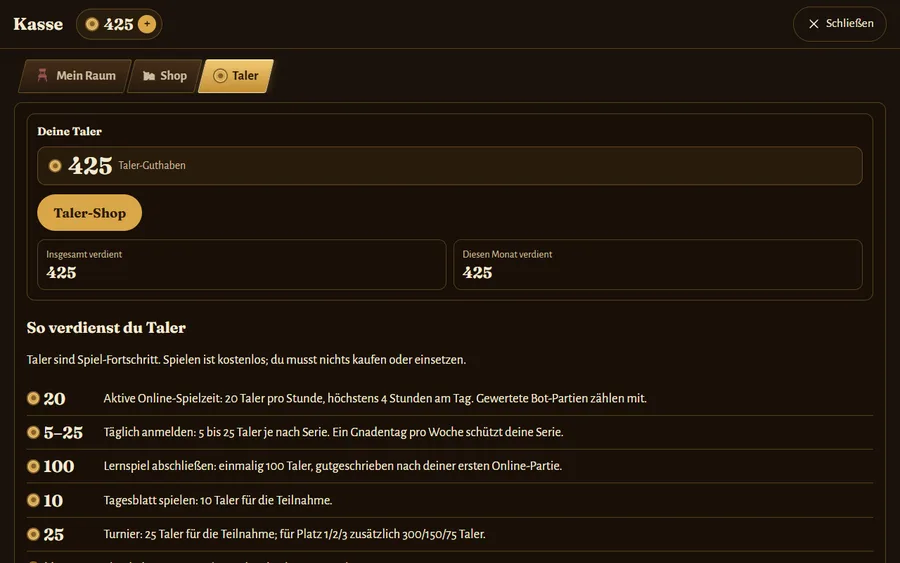 Kasse
425
+
Schließen
Mein Raum
Shop
Taler
Deine Taler
425 Taler-Guthaben
Taler-Shop
Insgesamt verdient
425
Diesen Monat verdient
425
So verdienst du Taler
Taler sind Spiel-Fortschritt. Spielen ist kostenlos; du musst nichts kaufen oder einsetzen.
20 Aktive Online-Spielzeit: 20 Taler pro Stunde, höchstens 4 Stunden am Tag. Gewertete Bot-Partien zählen mit.
5–25 Täglich anmelden: 5 bis 25 Taler je nach Serie. Ein Gnadentag pro Woche schützt deine Serie.
100 Lernspiel abschließen: einmalig 100 Taler, gutgeschrieben nach deiner ersten Online-Partie.
10 Tagesblatt spielen: 10 Taler für die Teilnahme.
25 Turnier: 25 Taler für die Teilnahme; für Platz 1/2/3 zusätzlich 300/150/75 Taler.